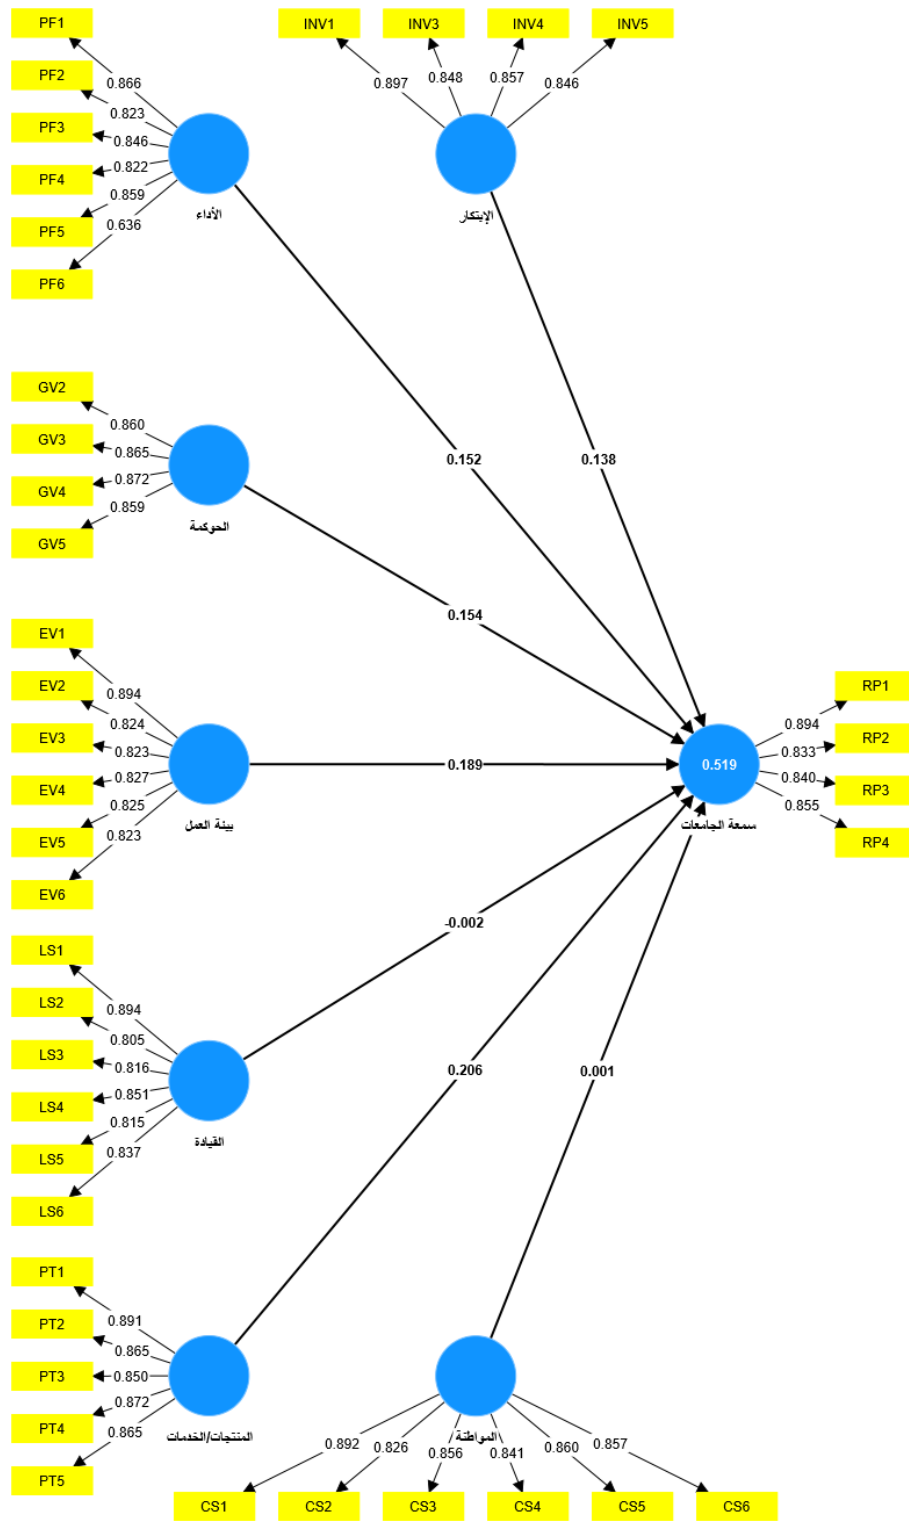 PF1
PF2
PF3
PF4
PF5
PF6
0.866
0.823
0.846
0.822
0.859
0.636
الأداء
INV1
INV3
INV4
INV5
0.897
0.848
0.857
0.846
الإبتكار
GV2
GV3
GV4
GV5
0.860
0.865
0.872
0.859
الحوكمة
0.152
0.138
0.154
EV1
EV2
EV3
EV4
EV5
EV6
0.894
0.824
0.823
0.827
0.825
0.823
بيئة العمل
0.189
0.519
سمعة الجامعات
RP1
RP2
RP3
RP4
0.894
0.833
0.840
0.855
LS1
LS2
LS3
LS4
LS5
LS6
0.894
0.805
0.816
0.851
0.815
0.837
القيادة
-0.002
0.206
0.001
PT1
PT2
PT3
PT4
PT5
0.891
0.865
0.850
0.872
0.865
المنتجات/الخدمات
المواطنة
0.892
0.826
0.856
0.841
0.860
0.857
CS1
CS2
CS3
CS4
CS5
CS6